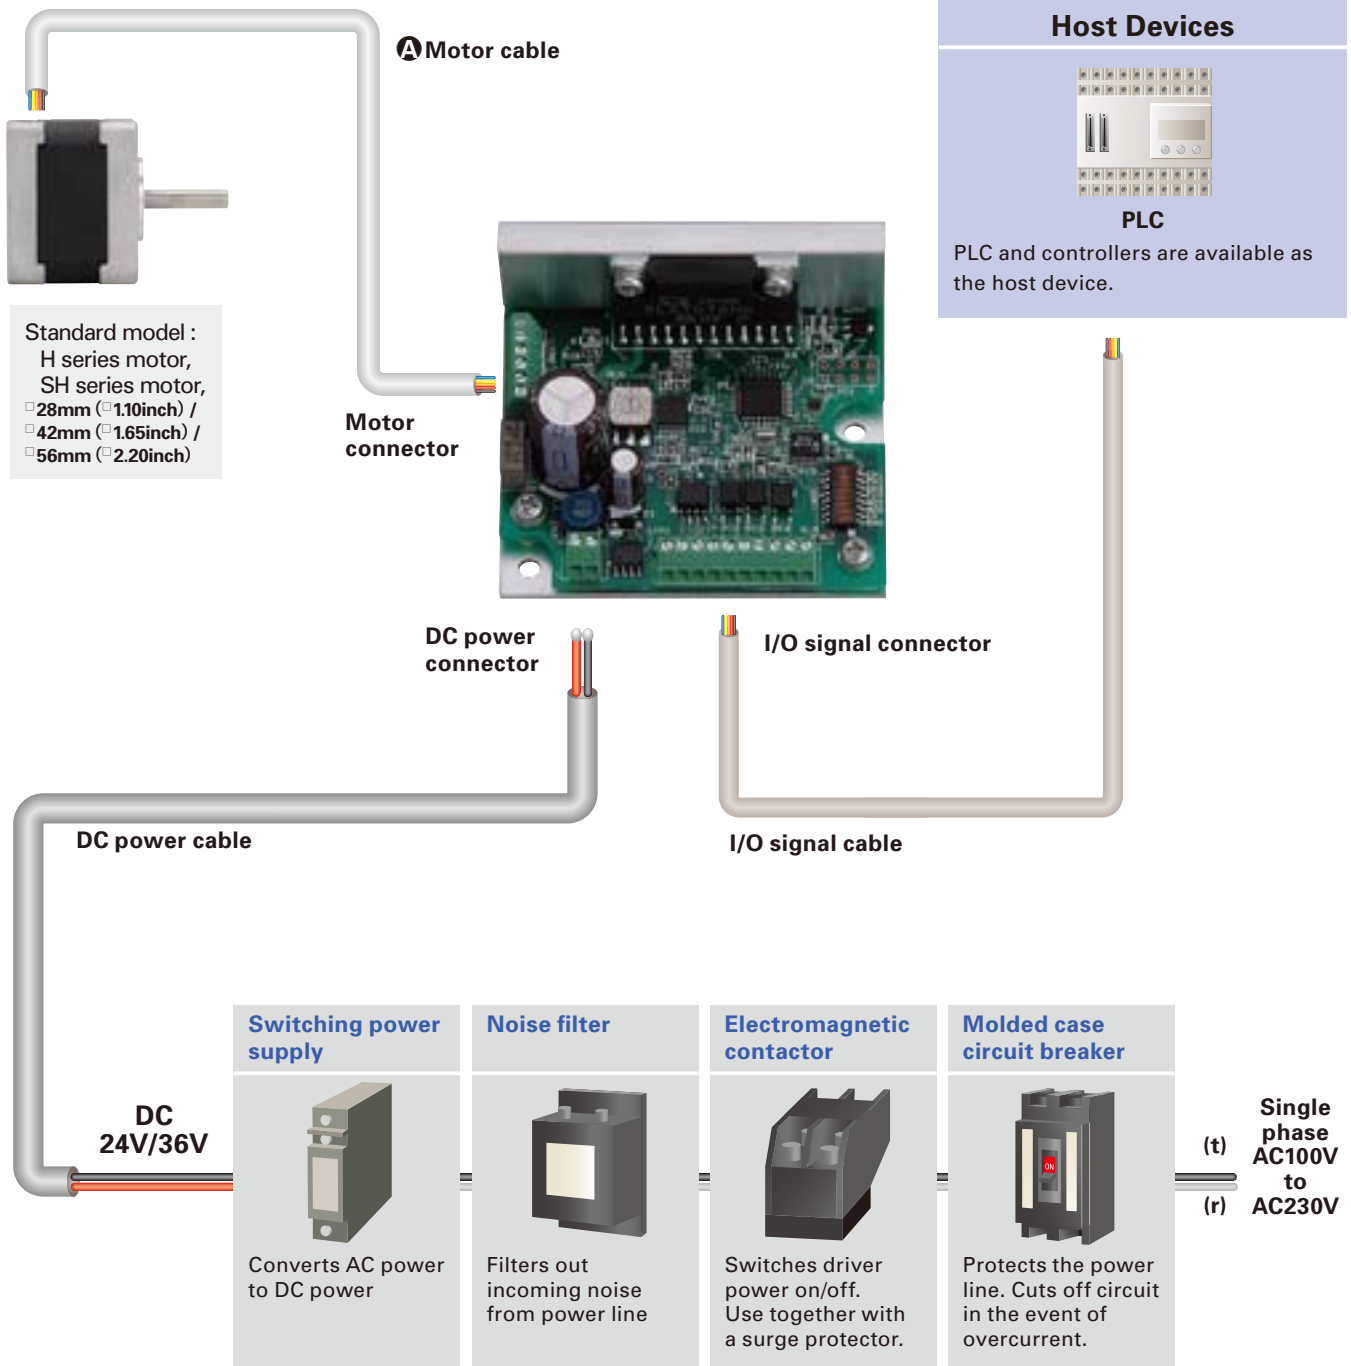 A Motor cable
Host Devices
PLC
PLC and controllers are available as
the host device.
Standard model :
H series motor,
SH series motor,
□28mm (□1.10inch) /
□42mm (□1.65inch) /
□56mm (□2.20inch)
Motor
connector
DC power
connector
I/O signal connector
DC power cable
I/O signal cable
DC
24V/36V
Switching power
supply
Converts AC power
to DC power
Noise filter
Filters out
incoming noise
from power line
Electromagnetic
contactor
Switches driver
power on/off.
Use together with
a surge protector.
Molded case
circuit breaker
ON
Protects the power
line. Cuts off circuit
in the event of
overcurrent.
(t)
(r)
Single
phase
AC100V
to
AC230V